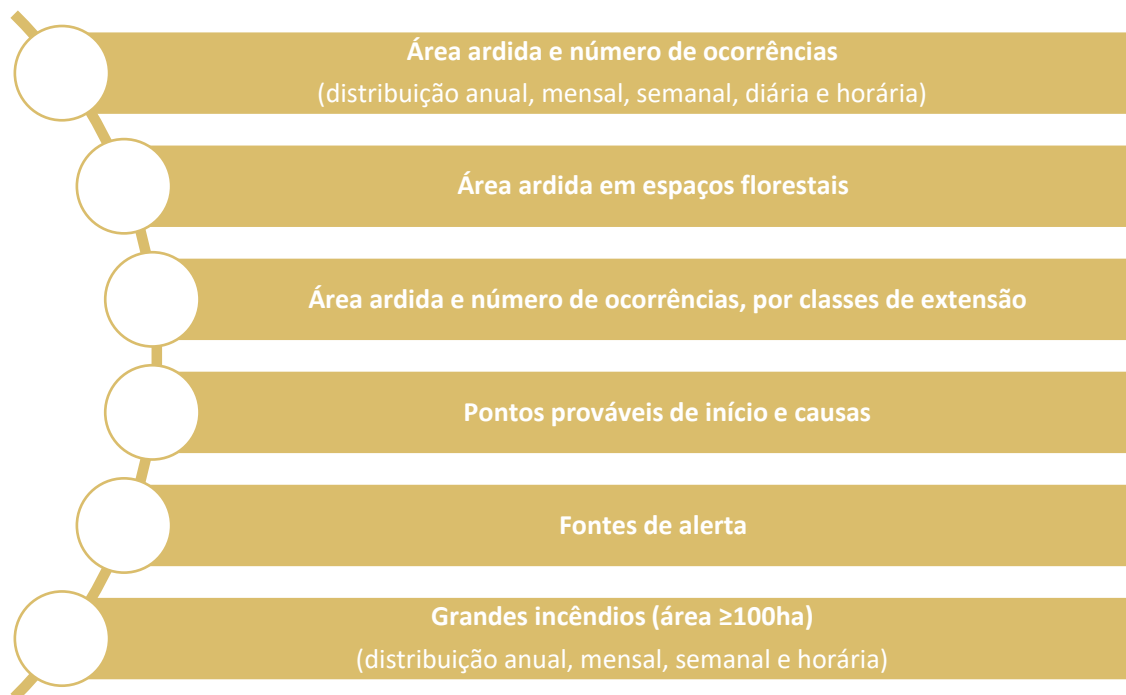 Área ardida e número de ocorrências
(distribuição anual, mensal, semanal, diária e horária)
Área ardida em espaços florestais
Área ardida e número de ocorrências, por classes de extensão
Pontos prováveis de início e causas
Fontes de alerta
Grandes incêndios (área ≥100ha)
(distribuição anual, mensal, semanal e horária)